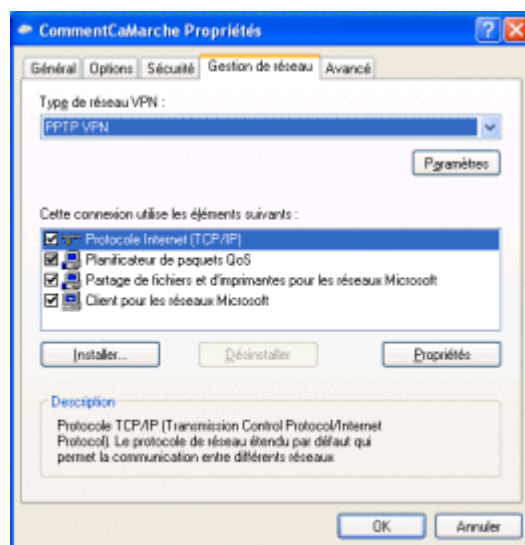 CommentCaMarche Propriétés
Général Options Sécurité Gestion de réseau Avancé
Type de réseau VPN :
PPTP VPN
Paramètres
Cette connexion utilise les éléments suivants :
Protocole Internet (TCP/IP)
Planificateur de paquets QoS
Partage de fichiers et d'imprimantes pour les réseaux Microsoft
Client pour les réseaux Microsoft
Installer... Désinstaller Propriétés
Description
Protocole TCP/IP (Transmission Control Protocol/Internet
Protocol). Le protocole de réseau étendu par défaut qui
permet la communication entre différents réseaux
OK Annuler